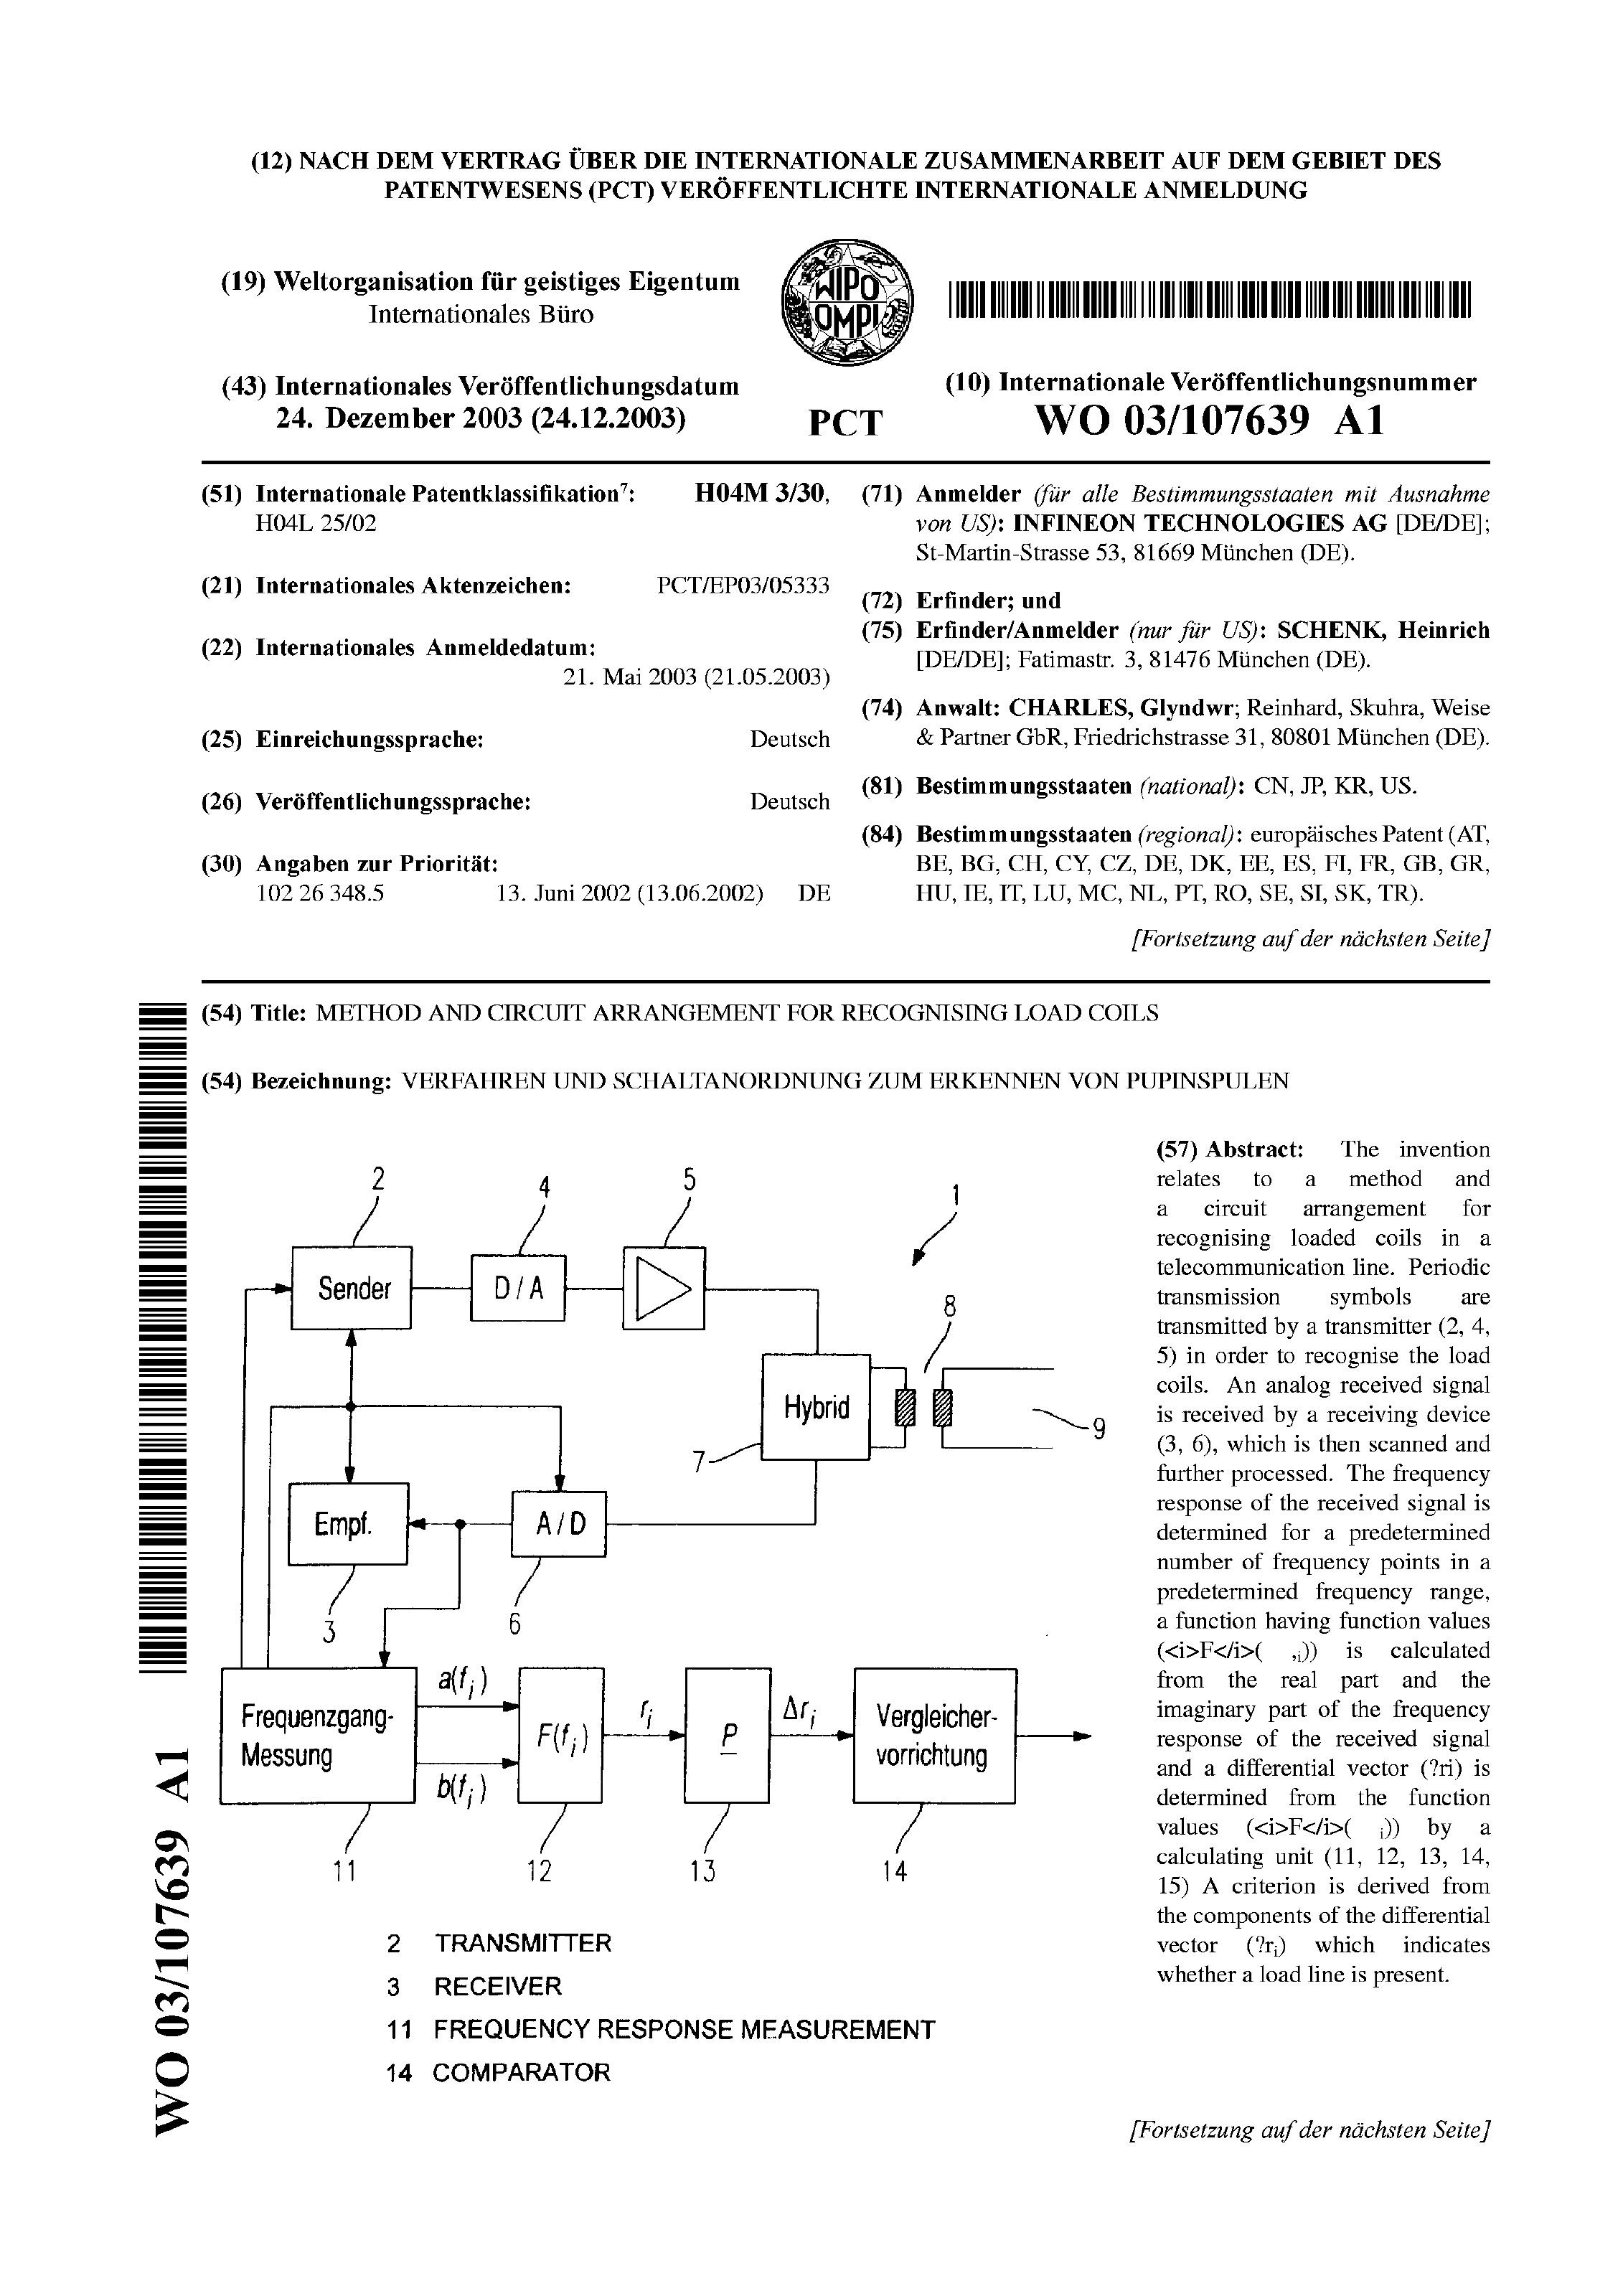 (12) NACH DEM VERTRAG ÜBER DIE INTERNATIONALE ZUSAMMENARBEIT AUF DEM GEBIET DES
PATENTWESENS (PCT) VERÖFFENTLICHTE INTERNATIONALE ANMELDUNG
(19) Weltorganisation für geistiges Eigentum
Internationales Büro
WIPO
OMPI
(43) Internationales Veröffentlichungsdatum
24. Dezember 2003 (24.12.2003)
PCT
(10) Internationale Veröffentlichungsnummer
WO 03/107639 A1
(51) Internationale Patentklassifikation7: H04M 3/30,
H04L 25/02
(21) Internationales Aktenzeichen: PCT/EP03/05333
(22) Internationales Anmeldedatum:
21. Mai 2003 (21.05.2003)
(25) Einreichungssprache: Deutsch
(26) Veröffentlichungssprache: Deutsch
(30) Angaben zur Priorität:
102 26 348.5 13. Juni 2002 (13.06.2002) DE
(71) Anmelder (für alle Bestimmungsstaaten mit Ausnahme
von US): INFINEON TECHNOLOGIES AG [DE/DE];
St-Martin-Strasse 53, 81669 München (DE).
(72) Erfinder; und
(75) Erfinder/Anmelder (nur für US): SCHENK, Heinrich
[DE/DE]; Fatimastr. 3, 81476 München (DE).
(74) Anwalt: CHARLES, Glyndwr; Reinhard, Skuhra, Weise
& Partner GbR, Friedrichstrasse 31, 80801 München (DE).
(81) Bestimmungsstaaten (national): CN, JP, KR, US.
(84) Bestimmungsstaaten (regional): europäisches Patent (AT,
BE, BG, CH, CY, CZ, DE, DK, EE, ES, FI, FR, GB, GR,
HU, IE, IT, LU, MC, NL, PT, RO, SE, SI, SK, TR).
[Fortsetzung auf der nächsten Seite]
(54) Title: METHOD AND CIRCUIT ARRANGEMENT FOR RECOGNISING LOAD COILS
(54) Bezeichnung: VERFAHREN UND SCHALTANORDNUNG ZUM ERKENNEN VON PUPINSPULEN
2
4
5
1
Sender
D/A
8
Hybrid
9
7
Empf.
A/D
3
6
Frequenzgang-
Messung
a(fi)
b(fi)
F(fi)
ri
P
Δri
Vergleicher-
vorrichtung
11
12
13
14
2 TRANSMITTER
3 RECEIVER
11 FREQUENCY RESPONSE MEASUREMENT
14 COMPARATOR
(57) Abstract: The invention
relates to a method and
a circuit arrangement for
recognising loaded coils in a
telecommunication line. Periodic
transmission symbols are
transmitted by a transmitter (2, 4,
5) in order to recognise the load
coils. An analog received signal
is received by a receiving device
(3, 6), which is then scanned and
further processed. The frequency
response of the received signal is
determined for a predetermined
number of frequency points in a
predetermined frequency range,
a function having function values
(<i>F</i>( ,i)) is calculated
from the real part and the
imaginary part of the frequency
response of the received signal
and a differential vector (?ri) is
determined from the function
values (<i>F</i>( i)) by a
calculating unit (11, 12, 13, 14,
15) A criterion is derived from
the components of the differential
vector (?ri) which indicates
whether a load line is present.
WO 03/107639 A1
[Fortsetzung auf der nächsten Seite]